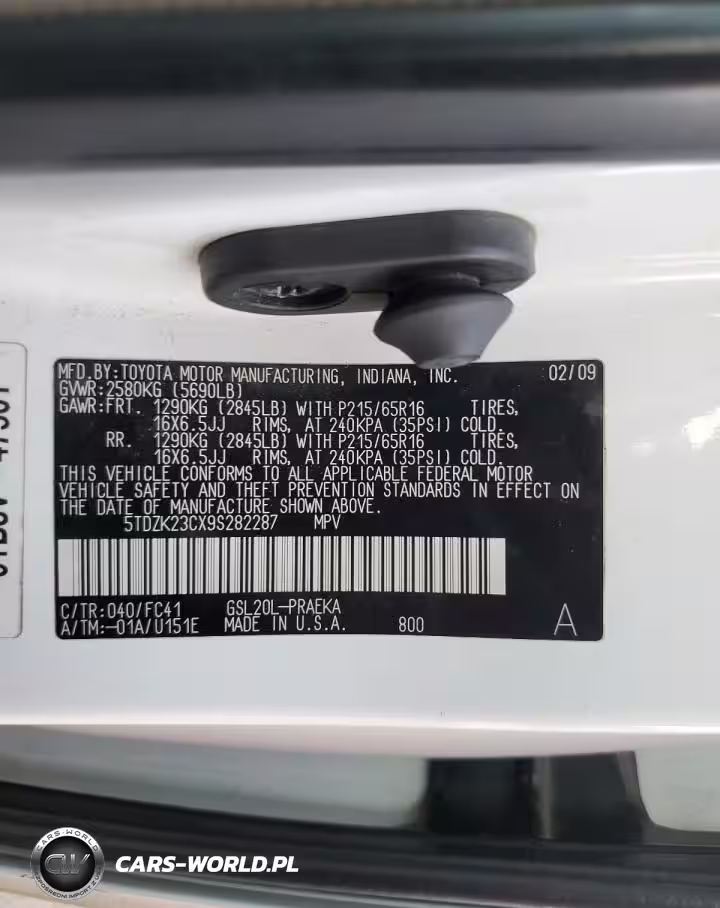 MFD.BY:TOYOTA MOTOR MANUFACTURING, INDIANA, INC. 02/09
GVWR:2580KG (5690LB)
GAWR:FRT. 1290KG (2845LB) WITH P215/65R16 TIRES,
16X6.5JJ RIMS, AT 240KPA (35PSI) COLD.
RR. 1290KG (2845LB) WITH P215/65R16 TIRES,
16X6.5JJ RIMS, AT 240KPA (35PSI) COLD.
THIS VEHICLE CONFORMS TO ALL APPLICABLE FEDERAL MOTOR
VEHICLE SAFETY AND THEFT PREVENTION STANDARDS IN EFFECT ON
THE DATE OF MANUFACTURE SHOWN ABOVE.
5TDZK23CX9S282287 MPV
C/TR:040/FC41 GSL20L-PRAEKA
A/TM:-01A/U151E MADE IN U.S.A. 800 A
CARS-WORLD
CW
CARS-WORLD.PL